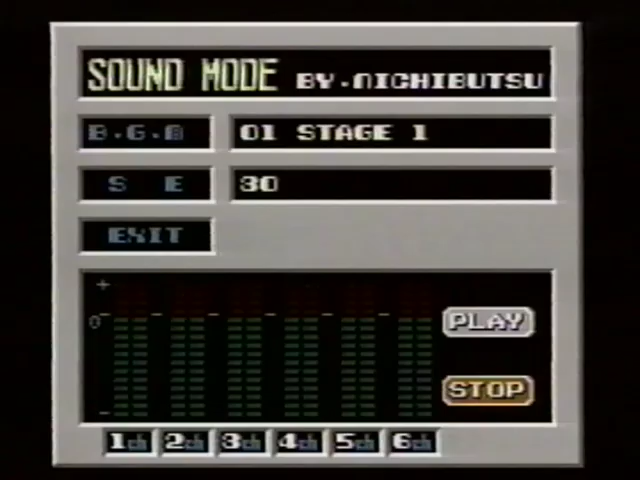 SOUND MODE BY.NICHIBUTSU
B.G.M 01 STAGE 1
S E 30
EXIT
+
0
PLAY
STOP
-
1ch 2ch 3ch 4ch 5ch 6ch